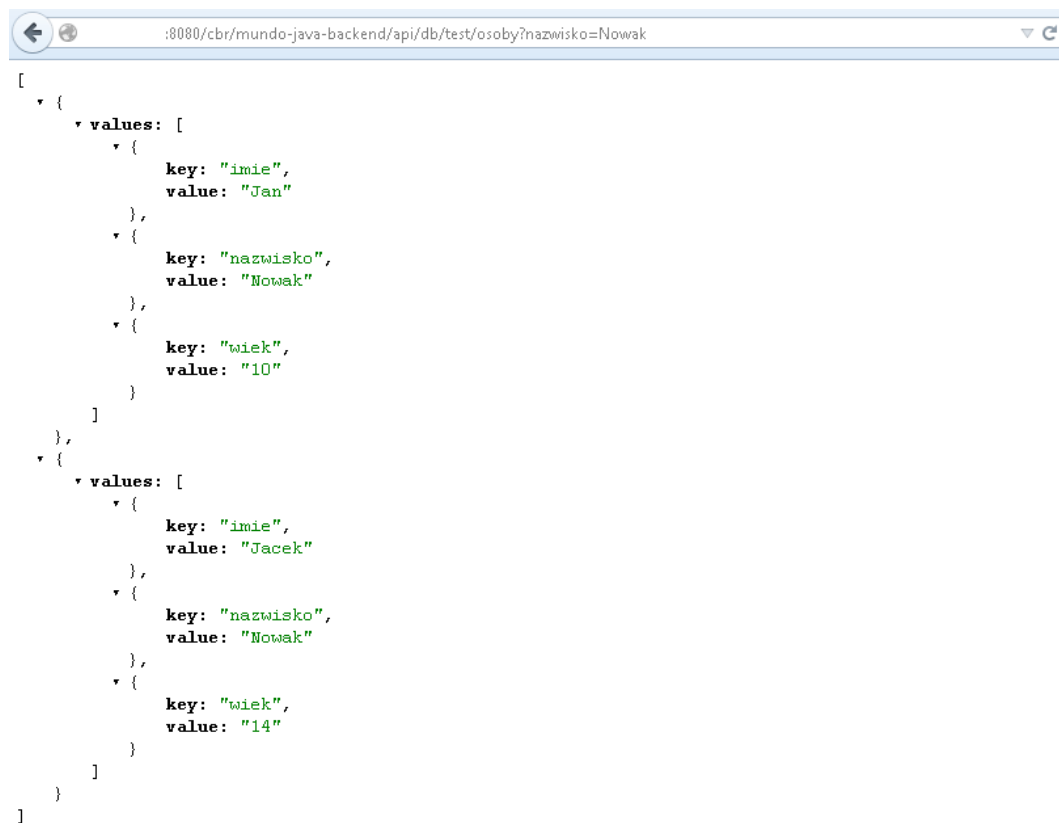 :8080/cbr/mundo-java-backend/api/db/test/osoby?nazwisko=Nowak
[
{
values: [
{
key: "imie",
value: "Jan"
},
{
key: "nazwisko",
value: "Nowak"
},
{
key: "wiek",
value: "10"
}
]
},
{
values: [
{
key: "imie",
value: "Jacek"
},
{
key: "nazwisko",
value: "Nowak"
},
{
key: "wiek",
value: "14"
}
]
}
]